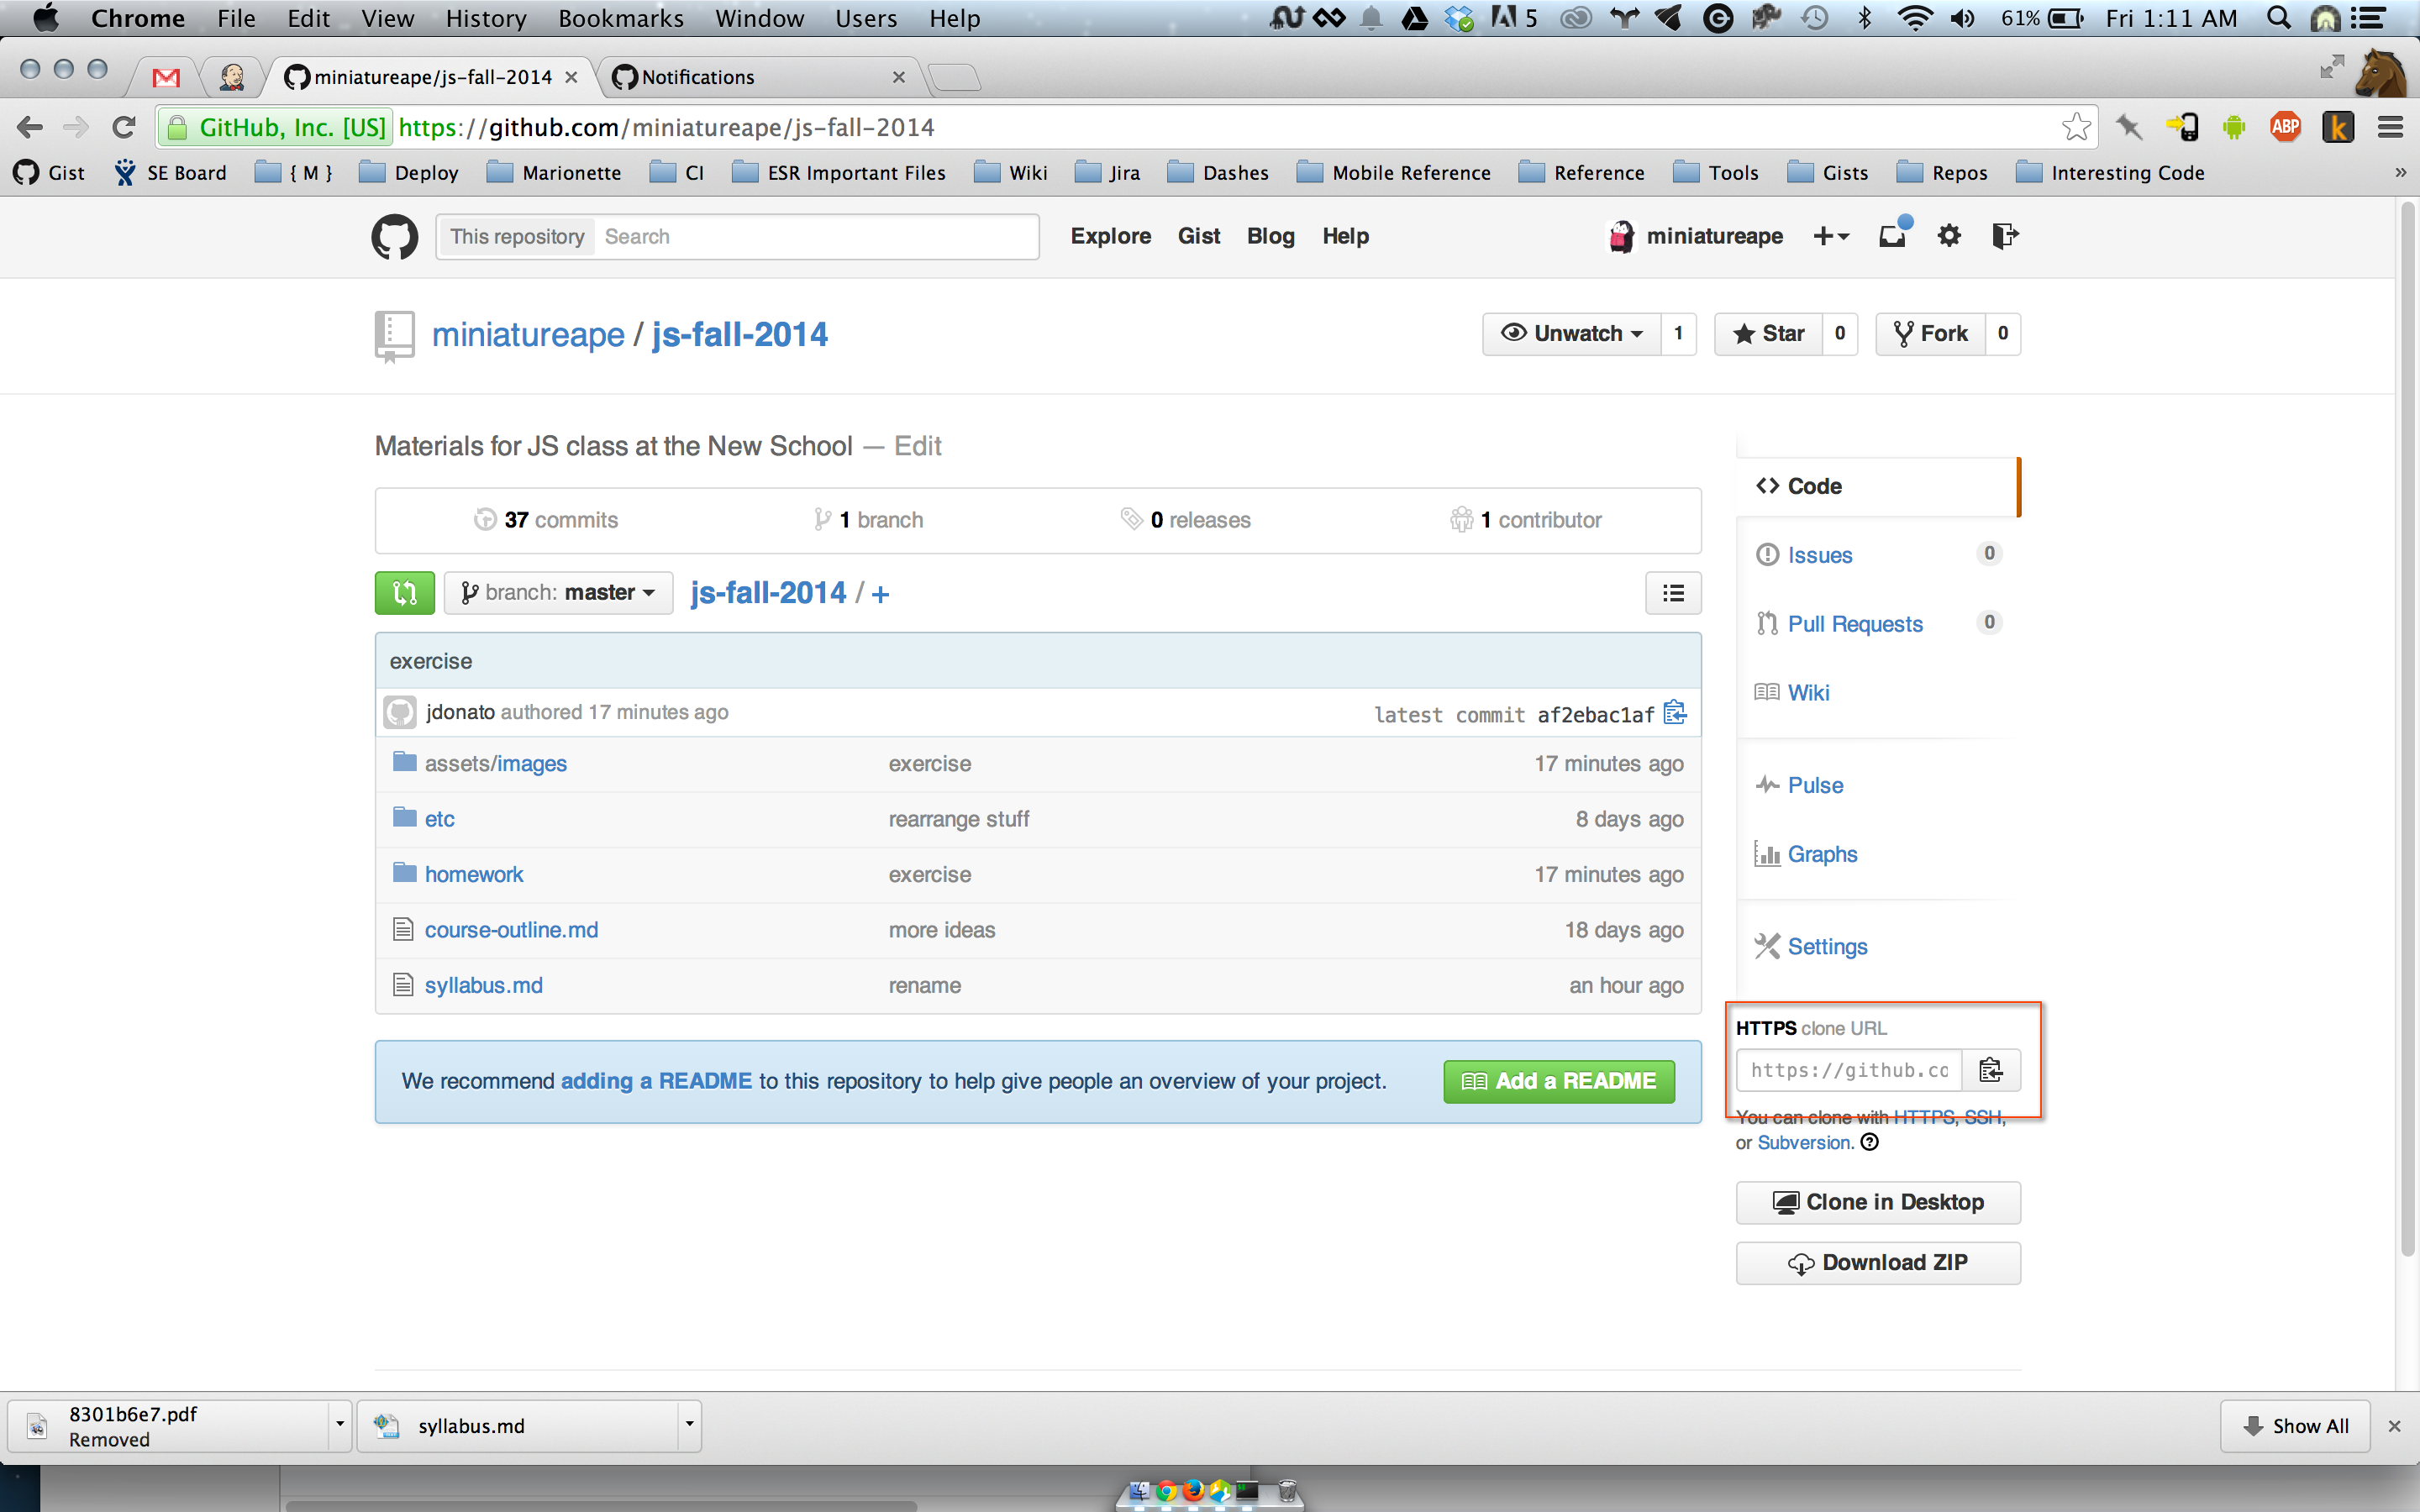 Chrome File Edit View History Bookmarks Window Users Help 5 61% Fri 1:11 AM
miniatureape/js-fall-2014 Notifications
GitHub, Inc. [US] https://github.com/miniatureape/js-fall-2014 ABP k
Gist SE Board { M } Deploy Marionette CI ESR Important Files Wiki Jira Dashes Mobile Reference Reference Tools Gists Repos Interesting Code »
This repository Search Explore Gist Blog Help miniatureape
miniatureape / js-fall-2014 Unwatch 1 Star 0 Fork 0
Materials for JS class at the New School — Edit
37 commits 1 branch 0 releases 1 contributor
branch: master js-fall-2014 / +
exercise
jdonato authored 17 minutes ago latest commit af2ebac1af
assets/images exercise 17 minutes ago
etc rearrange stuff 8 days ago
homework exercise 17 minutes ago
course-outline.md more ideas 18 days ago
syllabus.md rename an hour ago
We recommend adding a README to this repository to help give people an overview of your project. Add a README
Code
Issues 0
Pull Requests 0
Wiki
Pulse
Graphs
Settings
HTTPS clone URL
https://github.co
You can clone with HTTPS, SSH,
or Subversion.
Clone in Desktop
Download ZIP
8301b6e7.pdf
Removed
syllabus.md
Show All